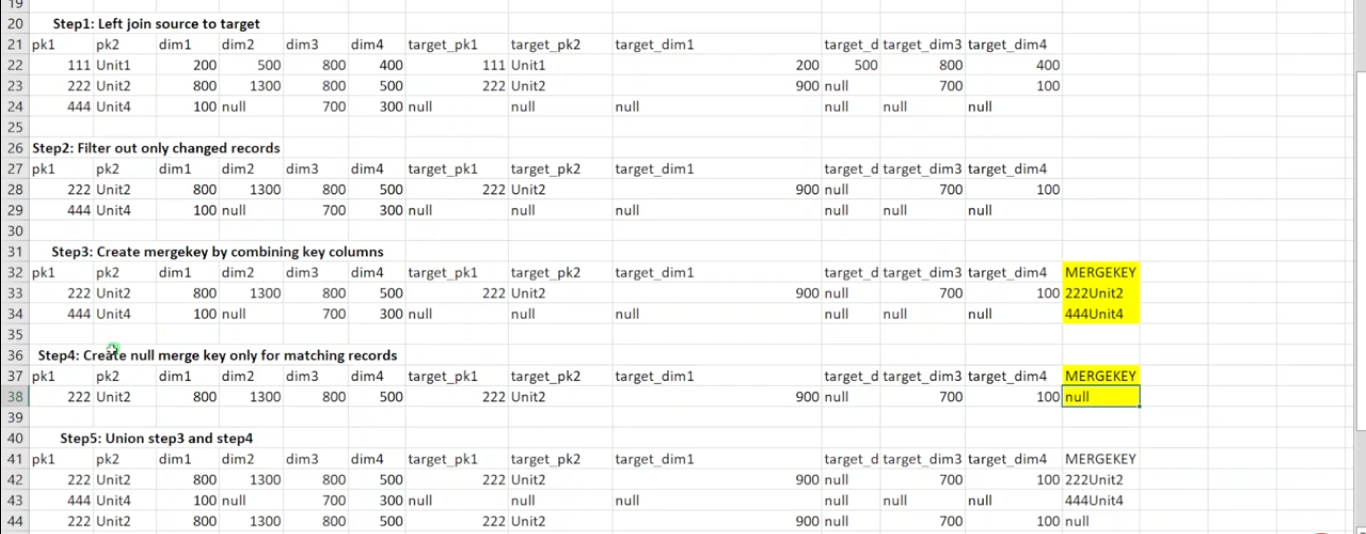 19
20 Step1: Left join source to target
21 pk1 pk2 dim1 dim2 dim3 dim4 target_pk1 target_pk2 target_dim1 target_d target_dim3 target_dim4
22 111 Unit1 200 500 800 400 111 Unit1 200 500 800 400
23 222 Unit2 800 1300 800 500 222 Unit2 900 null 700 100
24 444 Unit4 100 null 700 300 null null null null null null
25
26 Step2: Filter out only changed records
27 pk1 pk2 dim1 dim2 dim3 dim4 target_pk1 target_pk2 target_dim1 target_d target_dim3 target_dim4
28 222 Unit2 800 1300 800 500 222 Unit2 900 null 700 100
29 444 Unit4 100 null 700 300 null null null null null null
30
31 Step3: Create mergekey by combining key columns
32 pk1 pk2 dim1 dim2 dim3 dim4 target_pk1 target_pk2 target_dim1 target_d target_dim3 target_dim4 MERGEKEY
33 222 Unit2 800 1300 800 500 222 Unit2 900 null 700 100 222Unit2
34 444 Unit4 100 null 700 300 null null null null null null 444Unit4
35
36 Step4: Create null merge key only for matching records
37 pk1 pk2 dim1 dim2 dim3 dim4 target_pk1 target_pk2 target_dim1 target_d target_dim3 target_dim4 MERGEKEY
38 222 Unit2 800 1300 800 500 222 Unit2 900 null 700 100 null
39
40 Step5: Union step3 and step4
41 pk1 pk2 dim1 dim2 dim3 dim4 target_pk1 target_pk2 target_dim1 target_d target_dim3 target_dim4 MERGEKEY
42 222 Unit2 800 1300 800 500 222 Unit2 900 null 700 100 222Unit2
43 444 Unit4 100 null 700 300 null null null null null null 444Unit4
44 222 Unit2 800 1300 800 500 222 Unit2 900 null 700 100 null